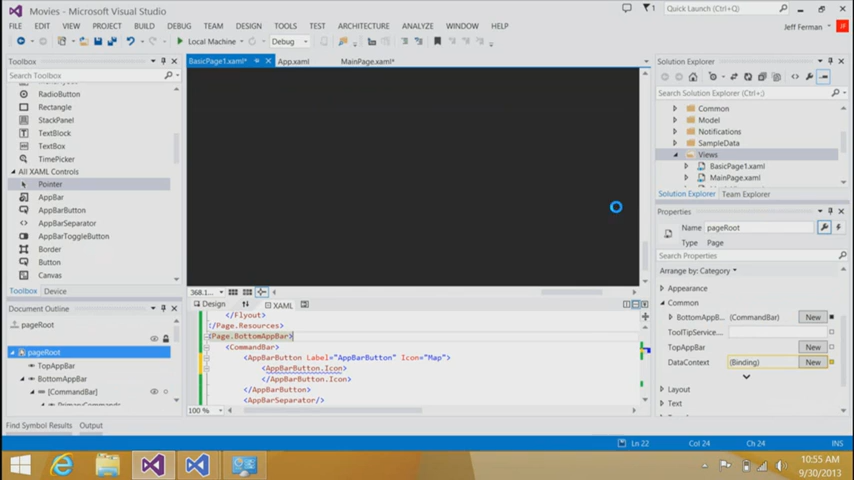 Movies - Microsoft Visual Studio
Quick Launch (Ctrl+;)
FILE EDIT VIEW PROJECT BUILD DEBUG TEAM DESIGN TOOLS TEST ARCHITECTURE ANALYZE WINDOW HELP
Jeff Ferman
Local Machine
Debug
Toolbox
Search Toolbox
RadioButton
Rectangle
StackPanel
TextBlock
TextBox
TimePicker
All XAML Controls
Pointer
AppBar
AppBarButton
AppBarSeparator
AppBarToggleButton
Border
Button
Canvas
Toolbox Device
Document Outline
pageRoot
pageRoot
TopAppBar
BottomAppBar
[CommandBar]
PrimaryCommands
BasicPage1.xaml* App.xaml MainPage.xaml*
368.1...
Design XAML
</Flyout>
</Page.Resources>
<Page.BottomAppBar>
<CommandBar>
<AppBarButton Label="AppBarButton" Icon="Map">
<AppBarButton.Icon>
</AppBarButton.Icon>
</AppBarButton>
<AppBarSeparator/>
100 %
Solution Explorer
Search Solution Explorer (Ctrl+;)
Common
Model
Notifications
SampleData
Views
BasicPage1.xaml
MainPage.xaml
Solution Explorer Team Explorer
Properties
Name pageRoot
Type Page
Search Properties
Arrange by: Category
Appearance
Common
BottomAppB... (CommandBar) New
ToolTipService....
TopAppBar New
DataContext (Binding) New
Layout
Text
Find Symbol Results Output
Ln 22 Col 24 Ch 24 INS
10:55 AM
9/30/2013